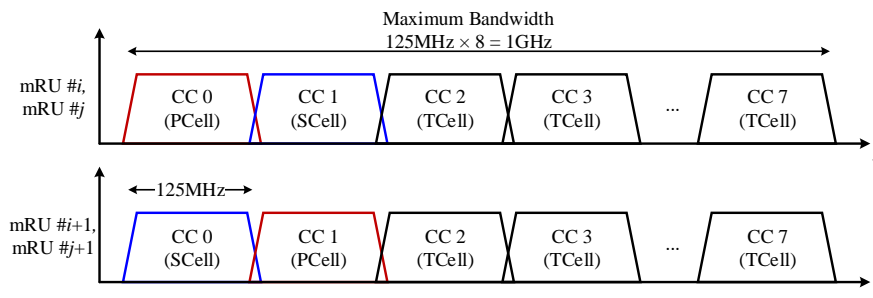 Maximum Bandwidth
125MHz × 8 = 1GHz
mRU #i,
mRU #j
CC 0
(PCell)
CC 1
(SCell)
CC 2
(TCell)
CC 3
(TCell)
...
CC 7
(TCell)
125MHz
mRU #i+1,
mRU #j+1
CC 0
(SCell)
CC 1
(PCell)
CC 2
(TCell)
CC 3
(TCell)
...
CC 7
(TCell)